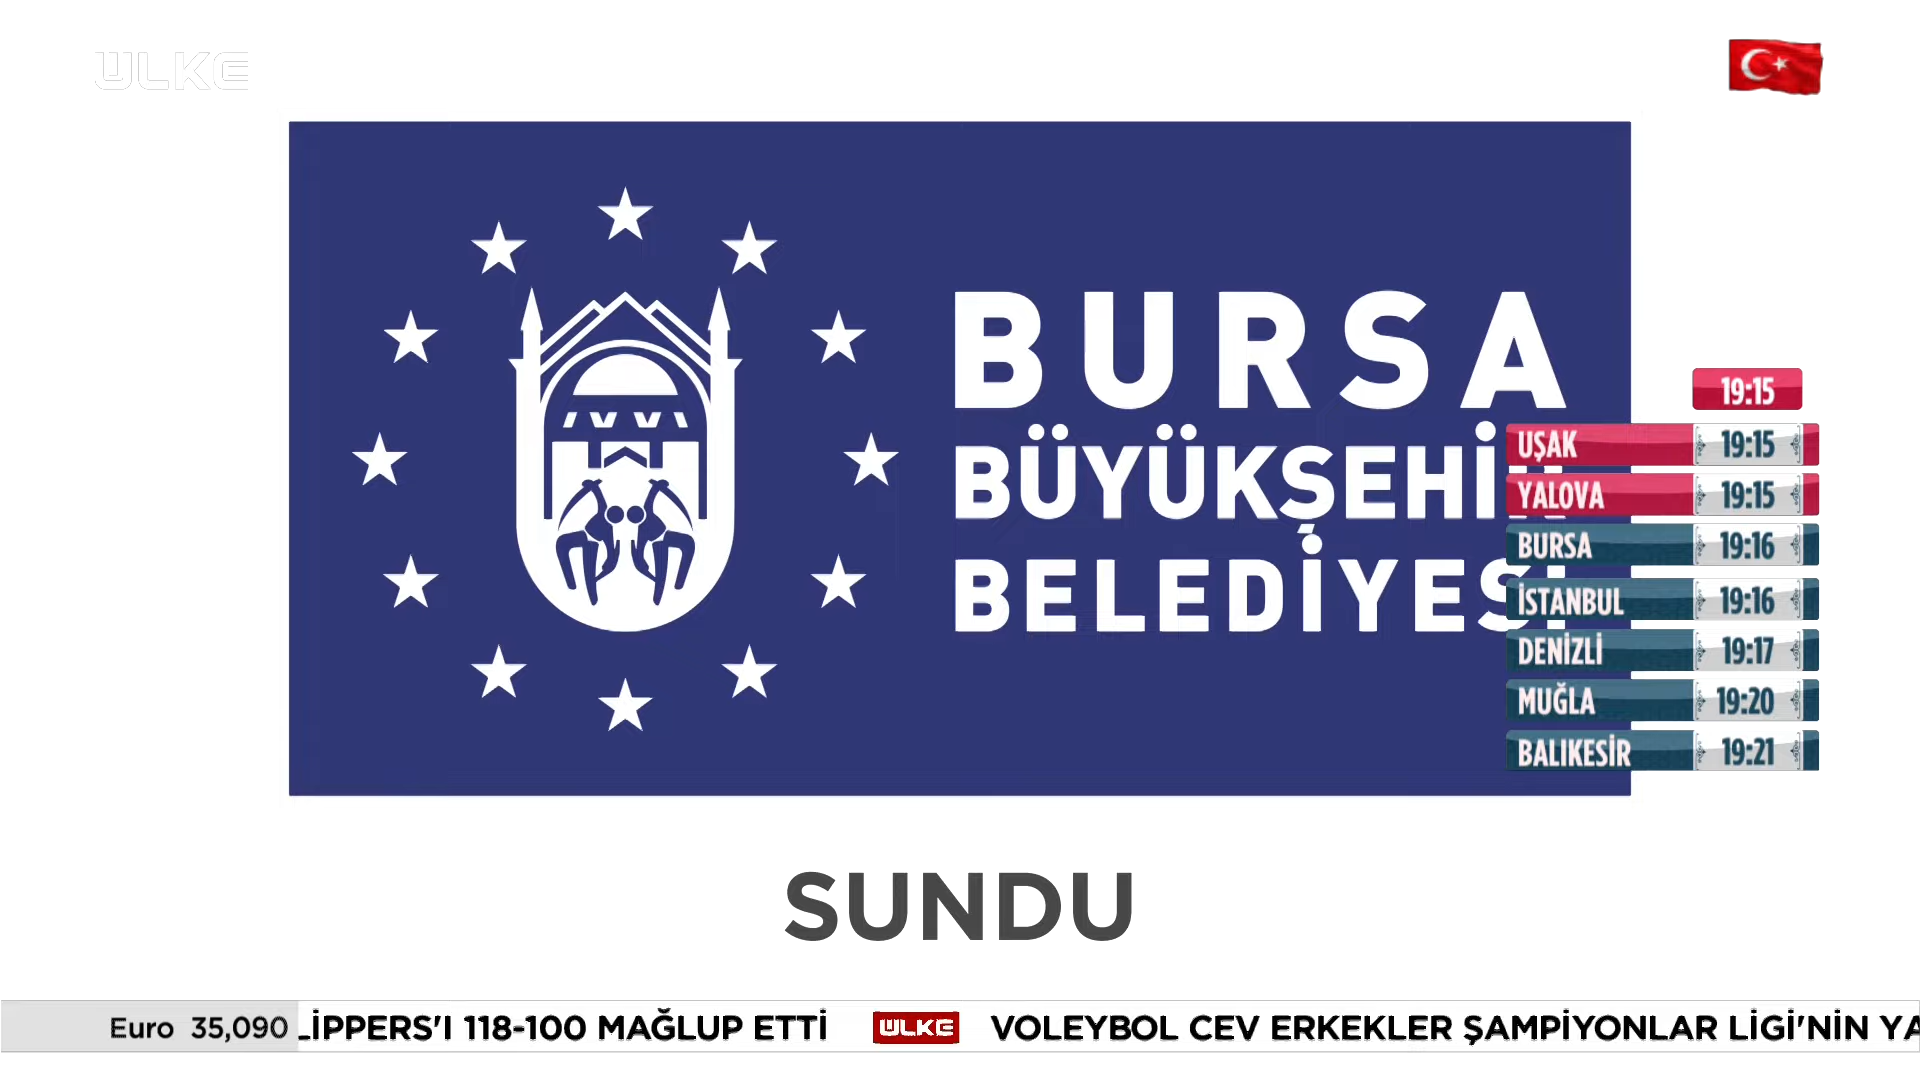 ULKE
BURSA
BÜYÜKŞEHİR
BELEDİYESİ
19:15
UŞAK 19:15
YALOVA 19:15
BURSA 19:16
İSTANBUL 19:16
DENİZLİ 19:17
MUĞLA 19:20
BALIKESİR 19:21
SUNDU
Euro 35,090 LİPPERS'I 118-100 MAĞLUP ETTİ ULKE VOLEYBOL CEV ERKEKLER ŞAMPİYONLAR LİGİ'NİN YA